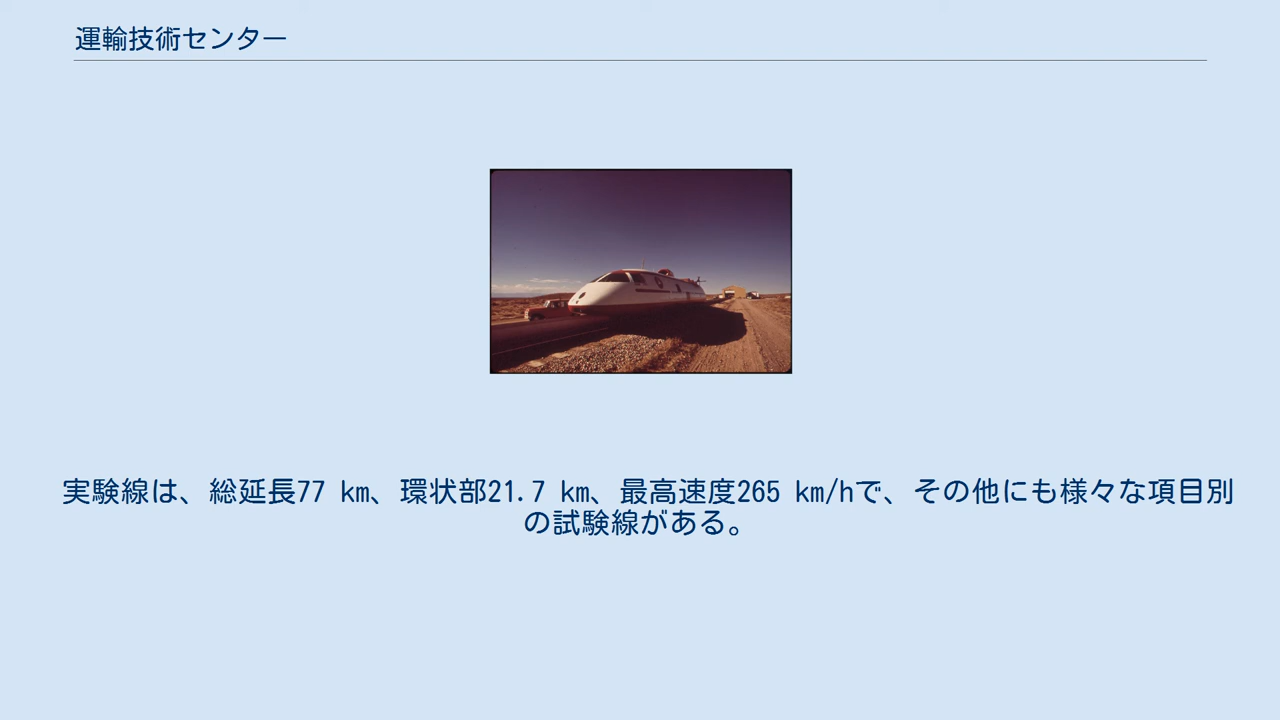 運輸技術センター
実験線は、総延長77 km、環状部21.7 km、最高速度265 km/hで、その他にも様々な項目別
の試験線がある。